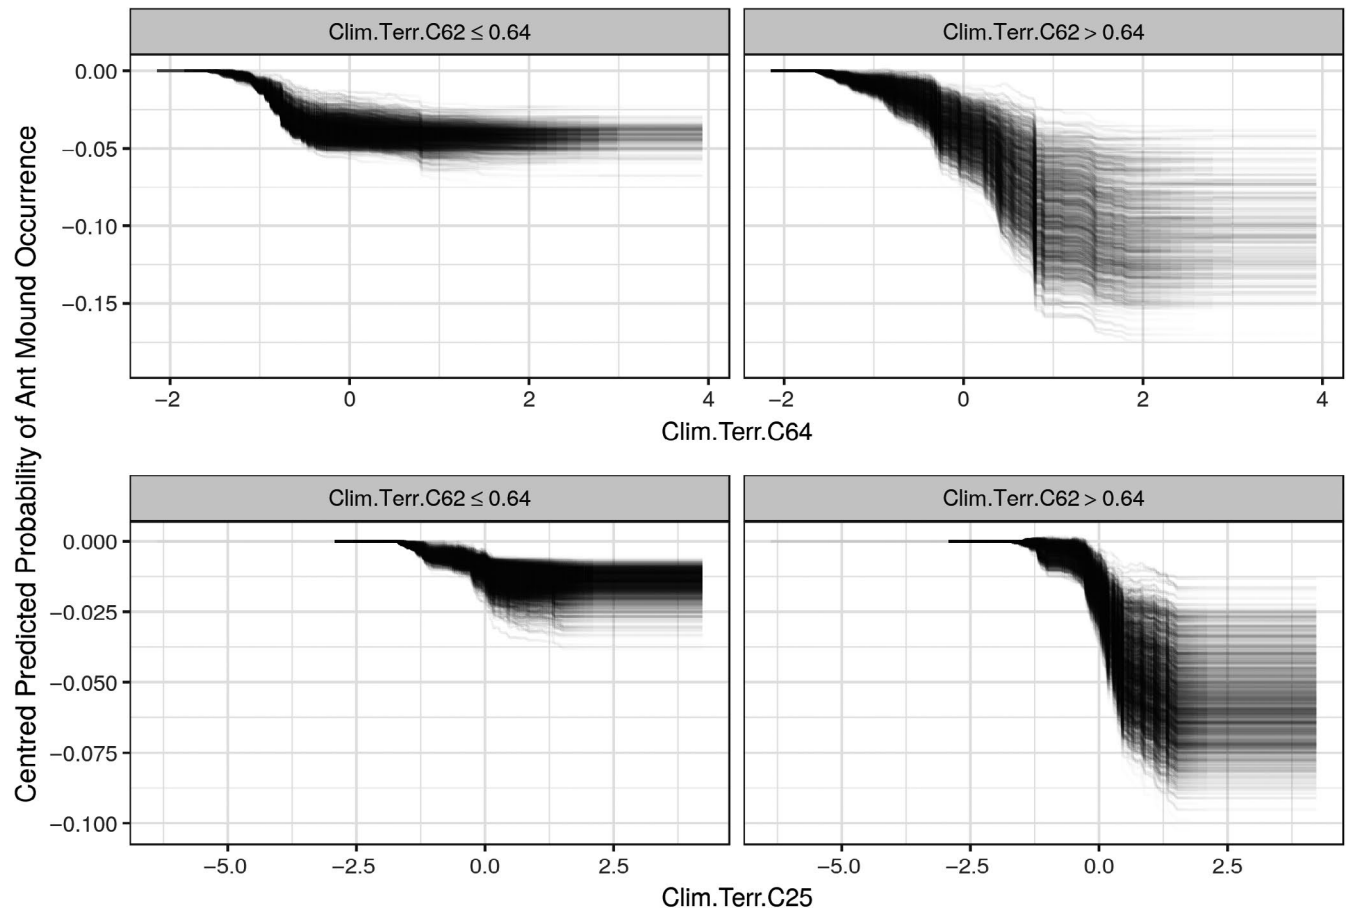 Centred Predicted Probability of Ant Mound Occurrence
Clim.Terr.C62 ≤ 0.64
Clim.Terr.C62 > 0.64
0.00
−0.05
−0.10
−0.15
−2 0 2 4
−2 0 2 4
Clim.Terr.C64
Clim.Terr.C62 ≤ 0.64
Clim.Terr.C62 > 0.64
0.000
−0.025
−0.050
−0.075
−0.100
−5.0 −2.5 0.0 2.5
−5.0 −2.5 0.0 2.5
Clim.Terr.C25